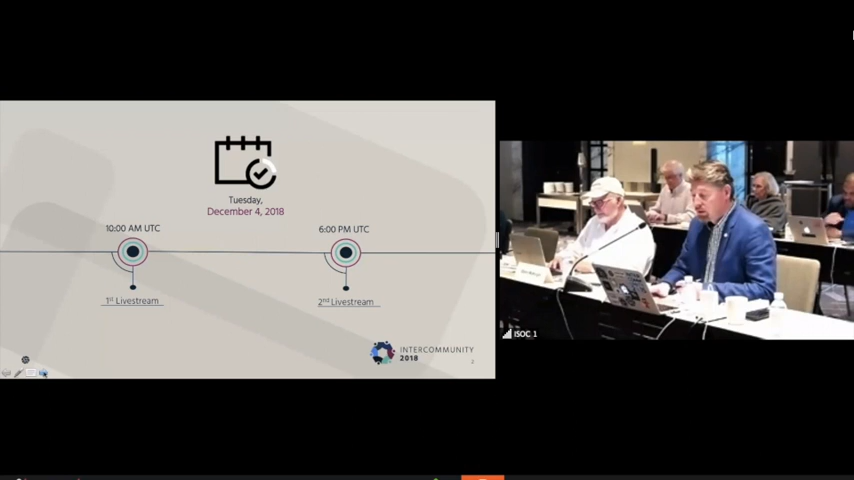 Tuesday,
December 4, 2018
10:00 AM UTC
6:00 PM UTC
1st Livestream
2nd Livestream
INTERCOMMUNITY
2018
2
ISOC 1